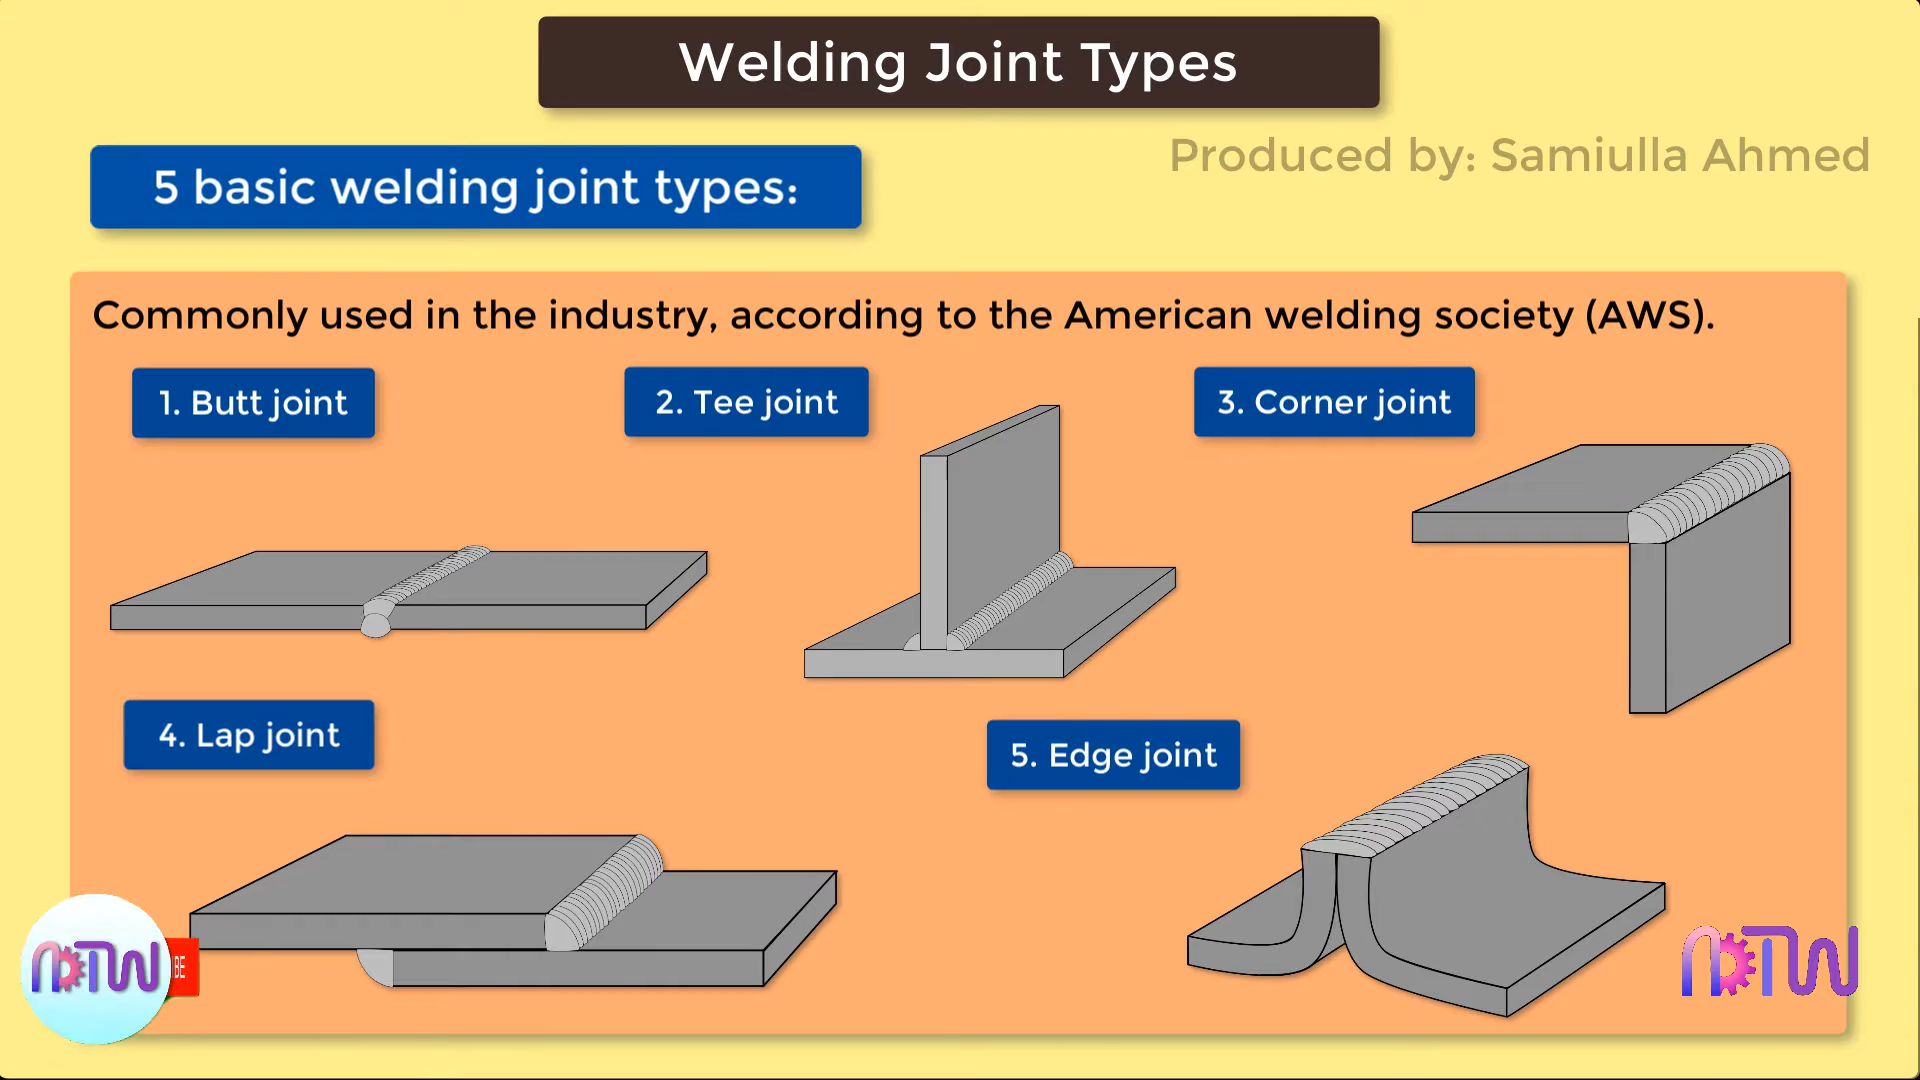 Welding Joint Types
Produced by: Samiulla Ahmed
5 basic welding joint types:
Commonly used in the industry, according to the American welding society (AWS).
1. Butt joint
2. Tee joint
3. Corner joint
4. Lap joint
5. Edge joint
BE